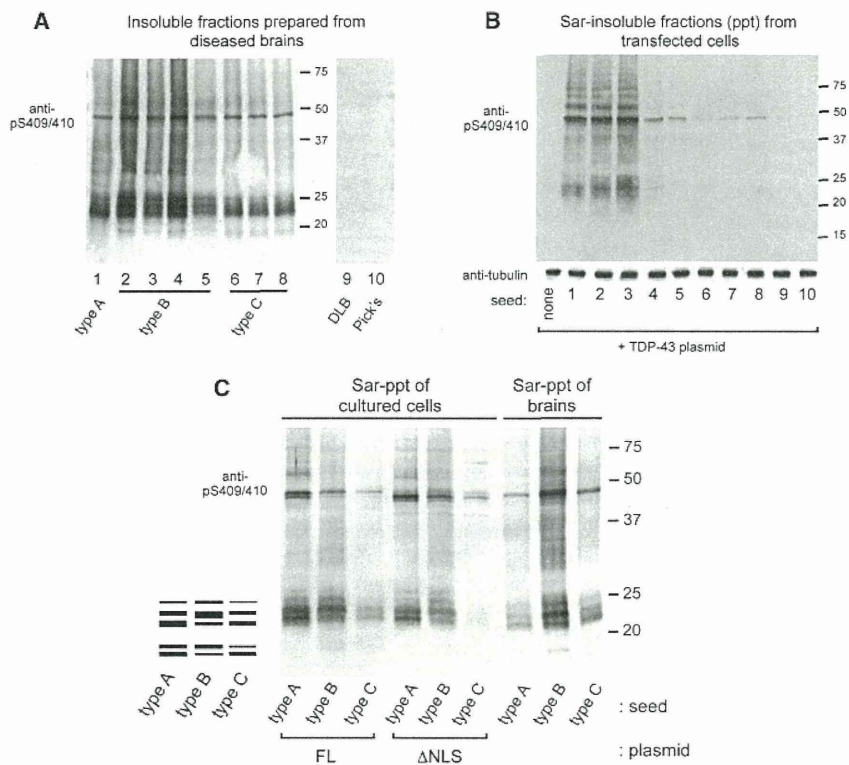 A
Insoluble fractions prepared from
diseased brains
anti-
pS409/410
75
50
37
25
20
1 2 3 4 5 6 7 8 9 10
type A
type B
type C
DLB
Pick's
B
Sar-insoluble fractions (ppt) from
transfected cells
anti-
pS409/410
75
50
37
25
20
15
anti-tubulin
seed: none 1 2 3 4 5 6 7 8 9 10
+ TDP-43 plasmid
C
Sar-ppt of
cultured cells
Sar-ppt of
brains
anti-
pS409/410
75
50
37
25
20
type A type B type C
type A type B type C type A type B type C type A type B type C : seed
FL ΔNLS : plasmid